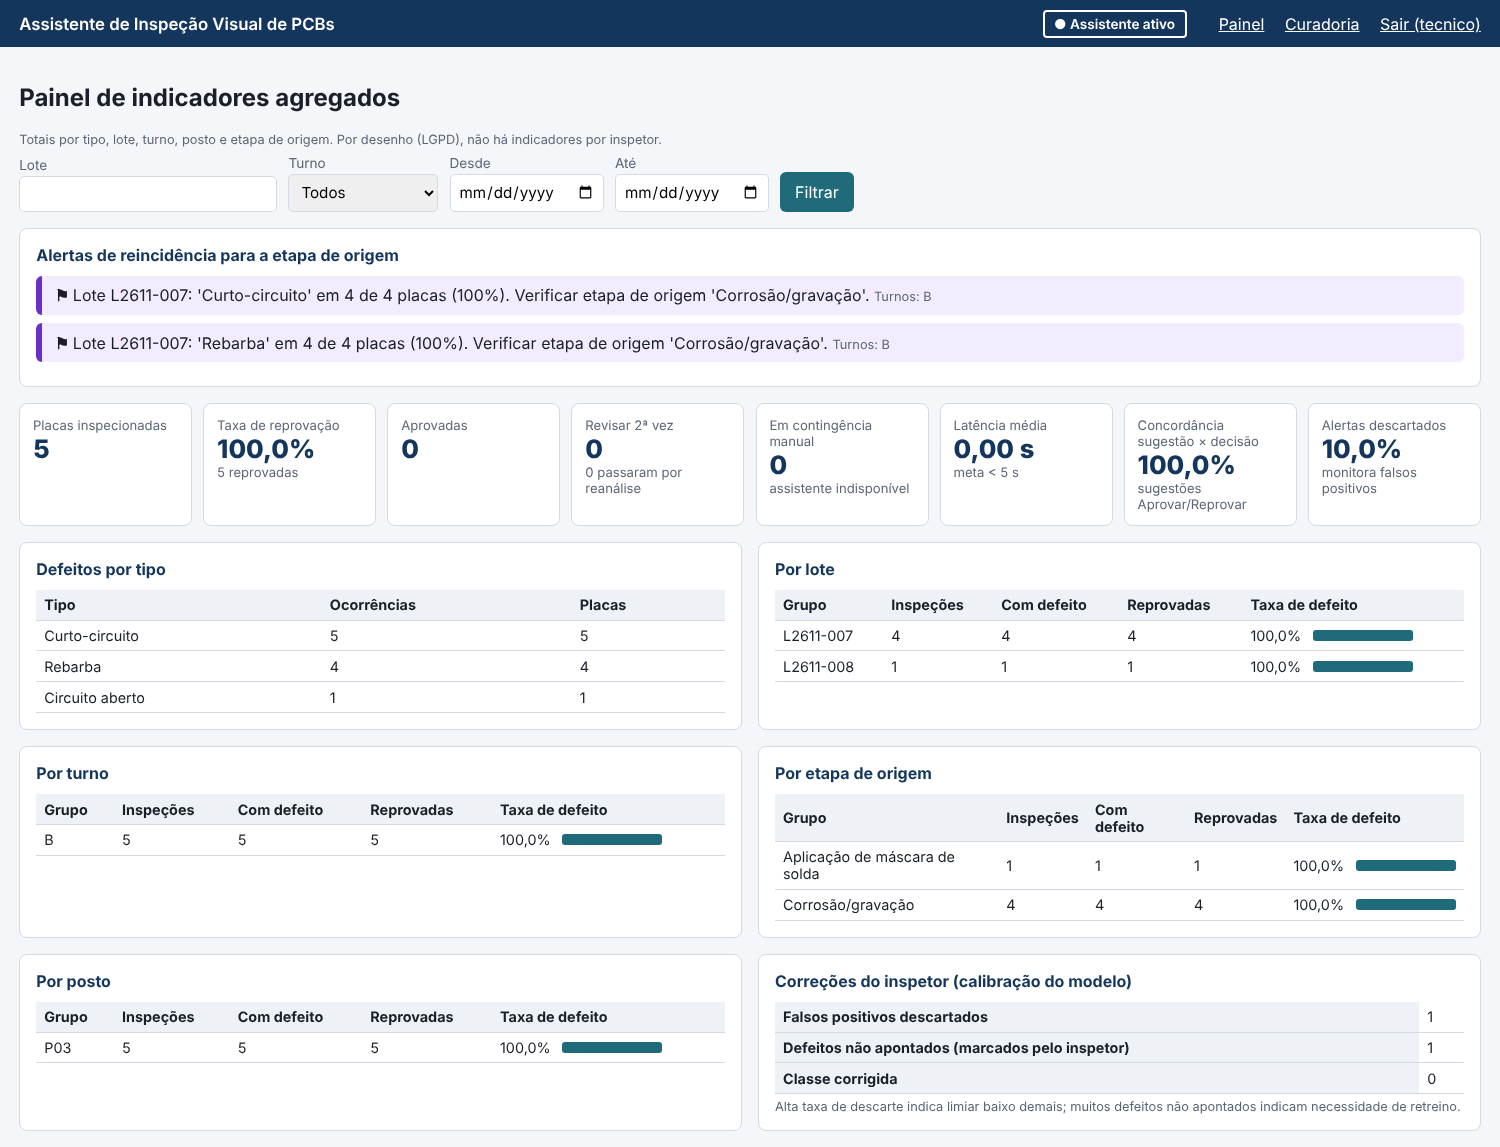 Assistente de Inspeção Visual de PCBs
● Assistente ativo
Painel
Curadoria
Sair (tecnico)
Painel de indicadores agregados
Totais por tipo, lote, turno, posto e etapa de origem. Por desenho (LGPD), não há indicadores por inspetor.
Lote
Turno
Desde
Até
Todos
mm/dd/yyyy
mm/dd/yyyy
Filtrar
Alertas de reincidência para a etapa de origem
⚑ Lote L2611-007: 'Curto-circuito' em 4 de 4 placas (100%). Verificar etapa de origem 'Corrosão/gravação'. Turnos: B
⚑ Lote L2611-007: 'Rebarba' em 4 de 4 placas (100%). Verificar etapa de origem 'Corrosão/gravação'. Turnos: B
Placas inspecionadas
5
Taxa de reprovação
100,0%
5 reprovadas
Aprovadas
0
Revisar 2ª vez
0
0 passaram por
reanálise
Em contingência
manual
0
assistente indisponível
Latência média
0,00 s
meta < 5 s
Concordância
sugestão × decisão
100,0%
sugestões
Aprovar/Reprovar
Alertas descartados
10,0%
monitora falsos
positivos
Defeitos por tipo
Tipo Ocorrências Placas
Curto-circuito 5 5
Rebarba 4 4
Circuito aberto 1 1
Por lote
Grupo Inspeções Com defeito Reprovadas Taxa de defeito
L2611-007 4 4 4 100,0%
L2611-008 1 1 1 100,0%
Por turno
Grupo Inspeções Com defeito Reprovadas Taxa de defeito
B 5 5 5 100,0%
Por etapa de origem
Grupo Inspeções Com
defeito Reprovadas Taxa de defeito
Aplicação de máscara de
solda 1 1 1 100,0%
Corrosão/gravação 4 4 4 100,0%
Por posto
Grupo Inspeções Com defeito Reprovadas Taxa de defeito
P03 5 5 5 100,0%
Correções do inspetor (calibração do modelo)
Falsos positivos descartados 1
Defeitos não apontados (marcados pelo inspetor) 1
Classe corrigida 0
Alta taxa de descarte indica limiar baixo demais; muitos defeitos não apontados indicam necessidade de retreino.